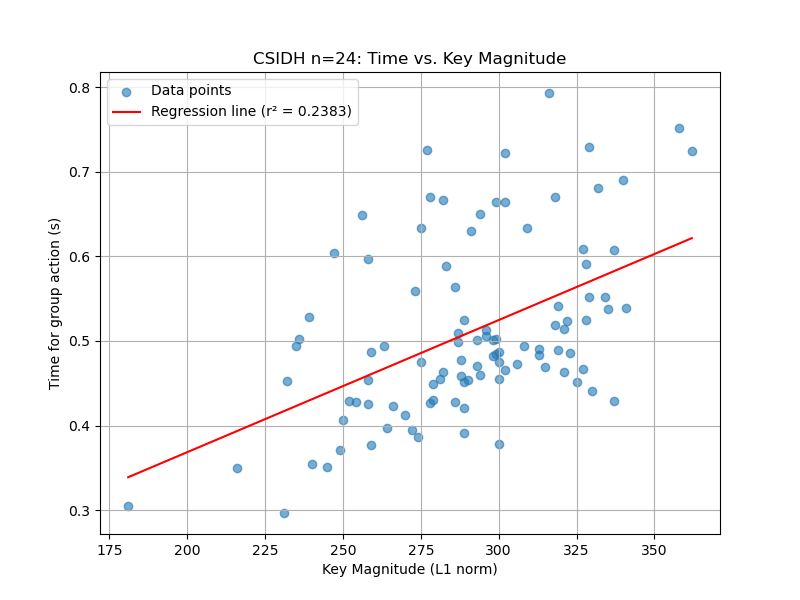 CSIDH n=24: Time vs. Key Magnitude
Data points
Regression line (r² = 0.2383)
0.8
0.7
0.6
0.5
0.4
0.3
Time for group action (s)
175 200 225 250 275 300 325 350
Key Magnitude (L1 norm)